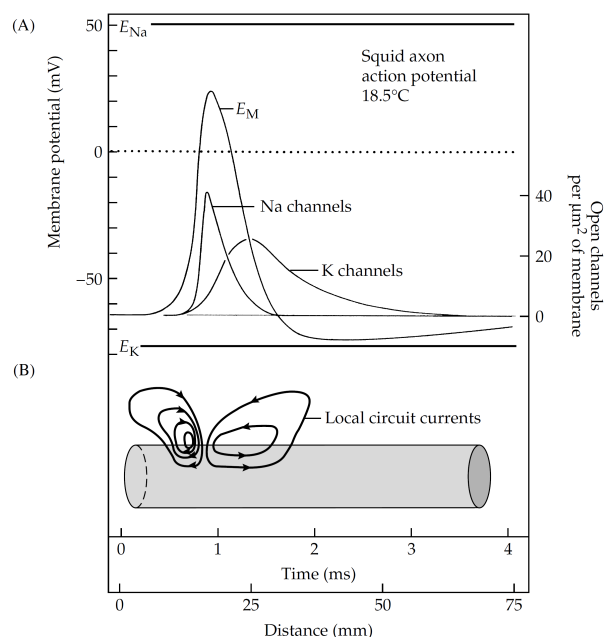 (A)
50
E_Na
Squid axon
action potential
18.5°C
E_M
0
Membrane potential (mV)
Na channels
40
K channels
20
Open channels
per μm² of membrane
−50
0
E_K
(B)
Local circuit currents
0 1 2 3 4
Time (ms)
0 25 50 75
Distance (mm)